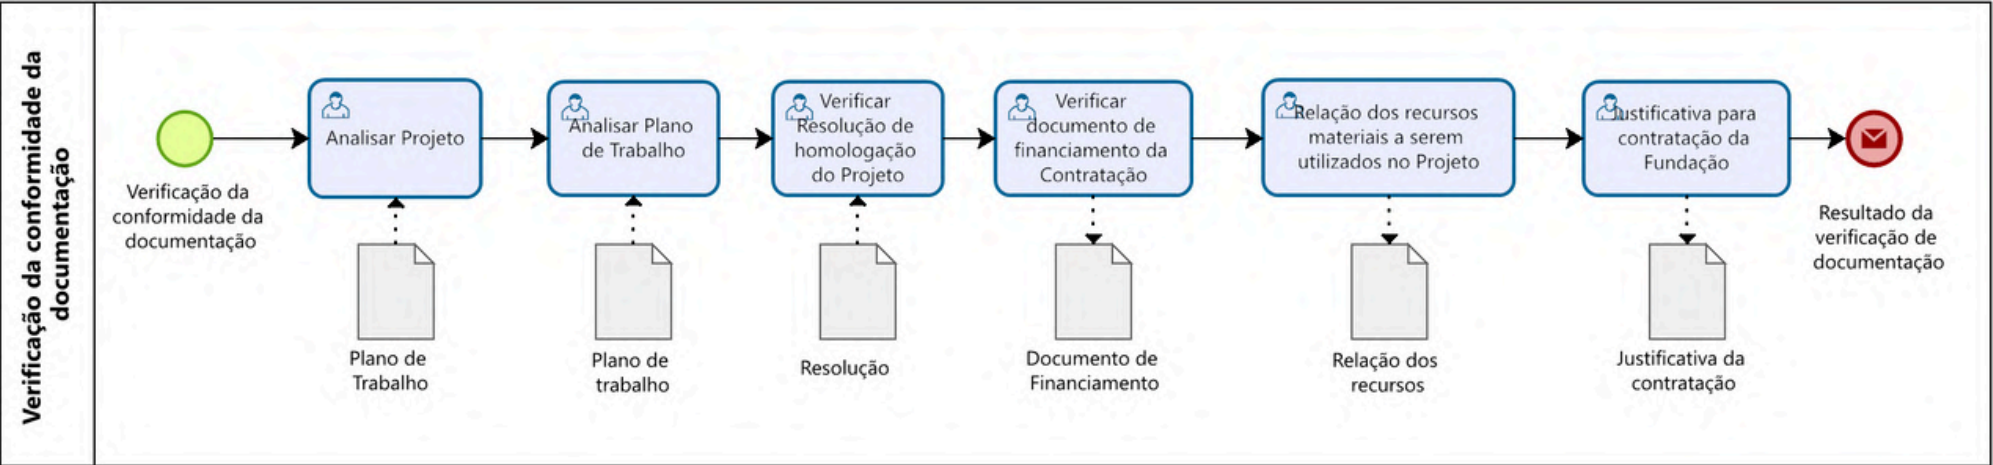 Verificação da conformidade da
documentação
Verificação da
conformidade da
documentação
Analisar Projeto
Plano de
Trabalho
Analisar Plano
de Trabalho
Plano de
trabalho
Verificar
Resolução de
homologação
do Projeto
Resolução
Verificar
documento de
financiamento da
Contratação
Documento de
Financiamento
Relação dos recursos
materiais a serem
utilizados no Projeto
Relação dos
recursos
Justificativa para
contratação da
Fundação
Justificativa da
contratação
Resultado da
verificação de
documentação